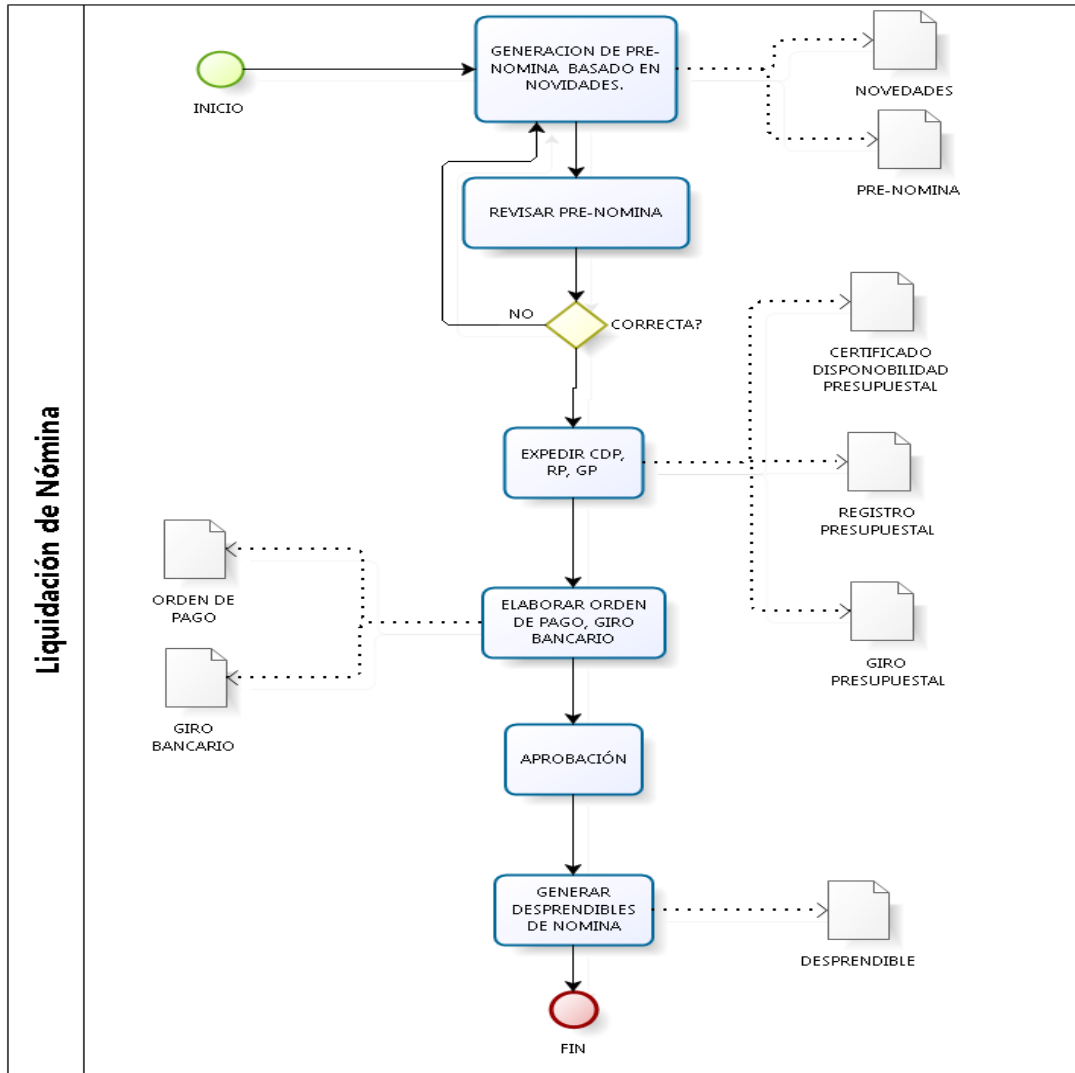 Liquidación de Nómina
INICIO
GENERACION DE PRE-
NOMINA BASADO EN
NOVIDADES.
NOVEDADES
PRE-NOMINA
REVISAR PRE-NOMINA
NO
CORRECTA?
CERTIFICADO
DISPONOBILIDAD
PRESUPUESTAL
EXPEDIR CDP,
RP, GP
REGISTRO
PRESUPUESTAL
GIRO
PRESUPUESTAL
ELABORAR ORDEN
DE PAGO, GIRO
BANCARIO
ORDEN DE
PAGO
GIRO
BANCARIO
APROBACIÓN
GENERAR
DESPRENDIBLES
DE NOMINA
DESPRENDIBLE
FIN